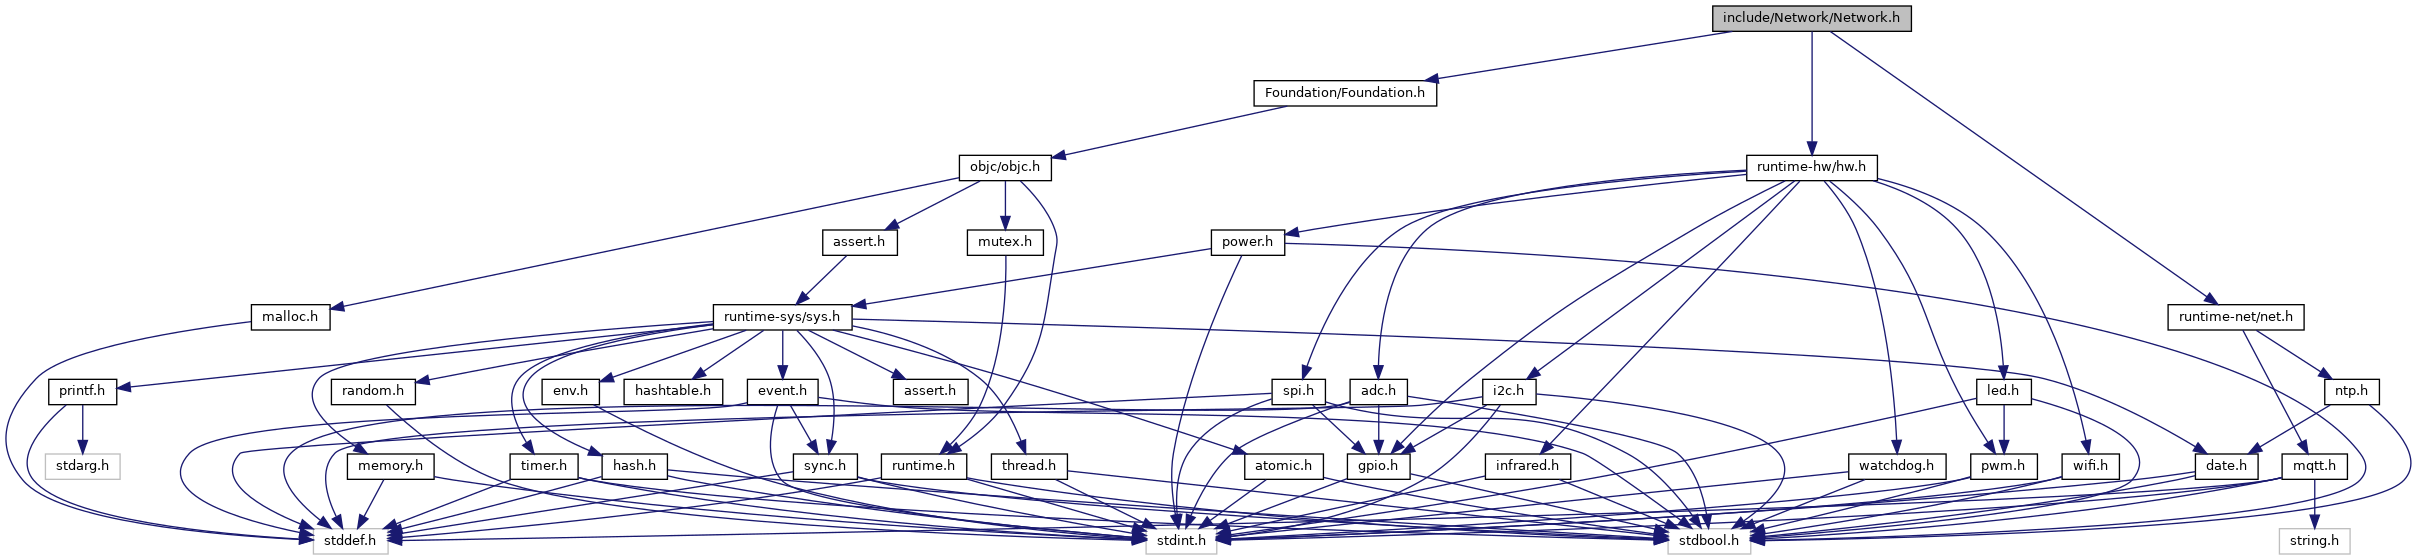 include/Network/Network.h
Foundation/Foundation.h
objc/objc.h
runtime-hw/hw.h
assert.h
mutex.h
power.h
malloc.h
runtime-sys/sys.h
runtime-net/net.h
printf.h
random.h
env.h
hashtable.h
event.h
assert.h
spi.h
adc.h
i2c.h
led.h
ntp.h
stdarg.h
memory.h
timer.h
hash.h
sync.h
runtime.h
thread.h
atomic.h
gpio.h
infrared.h
watchdog.h
pwm.h
wifi.h
date.h
mqtt.h
stddef.h
stdint.h
stdbool.h
string.h